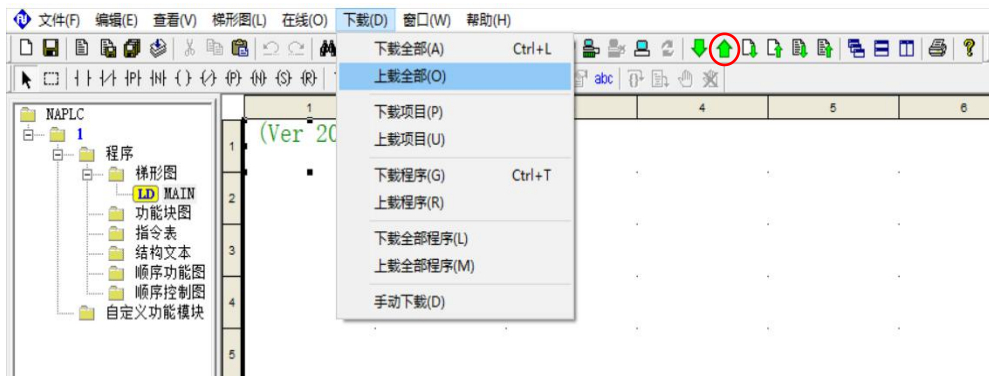 文件(F) 编辑(E) 查看(V) 梯形图(L) 在线(O) 下载(D) 窗口(W) 帮助(H)
下载全部(A) Ctrl+L
上载全部(O)
下载项目(P)
上载项目(U)
下载程序(G) Ctrl+T
上载程序(R)
下载全部程序(L)
上载全部程序(M)
手动下载(D)
abc
NAPLC
1
程序
梯形图
LD MAIN
功能块图
指令表
结构文本
顺序功能图
顺序控制图
自定义功能模块
1 4 5 6
(Ver 20
1
2
3
4
5